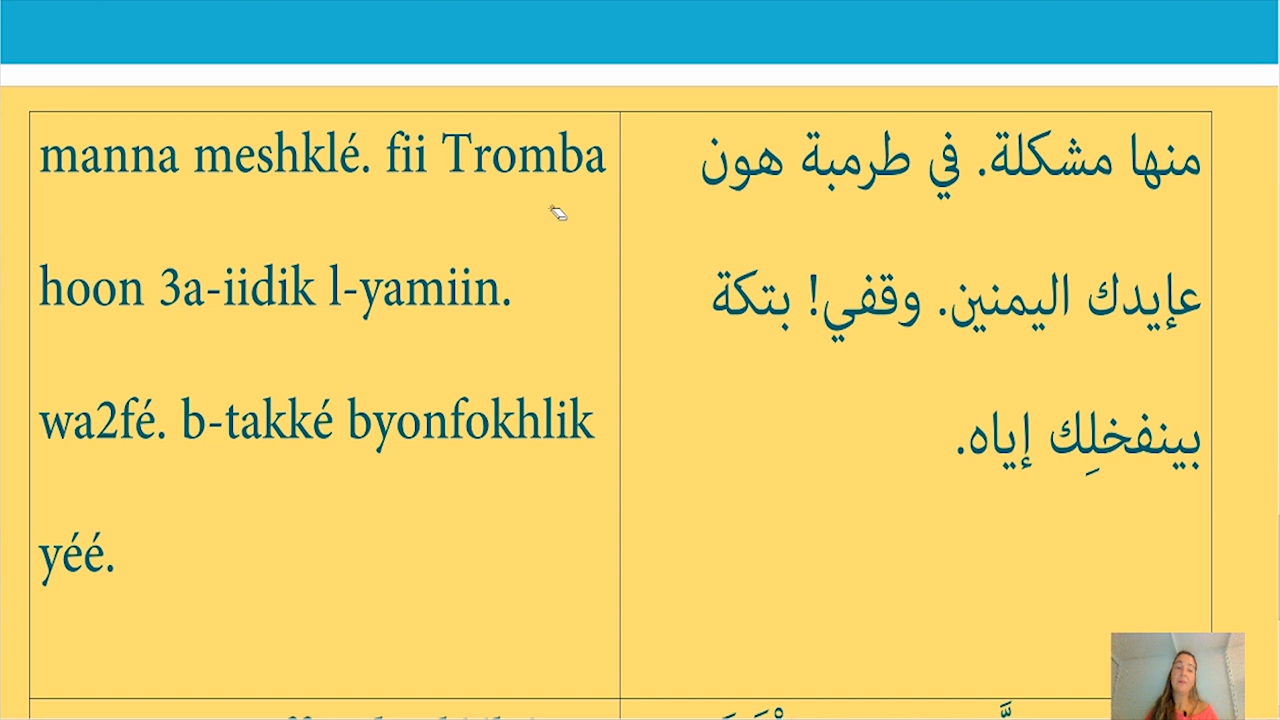 manna meshklé. fii Tromba
hoon 3a-iidik l-yamiin.
wa2fé. b-takké byonfokhlik
yéé.
منها مشكلة. في طرمبة هون
عإيدك اليمنين. وقفي! بتكة
بينفخلِك إياه.